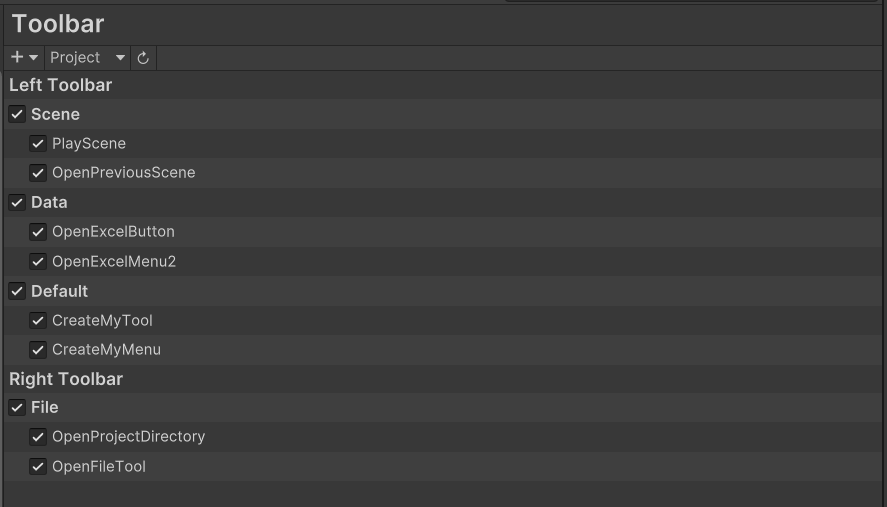 Toolbar
Project
Left Toolbar
Scene
PlayScene
OpenPreviousScene
Data
OpenExcelButton
OpenExcelMenu2
Default
CreateMyTool
CreateMyMenu
Right Toolbar
File
OpenProjectDirectory
OpenFileTool